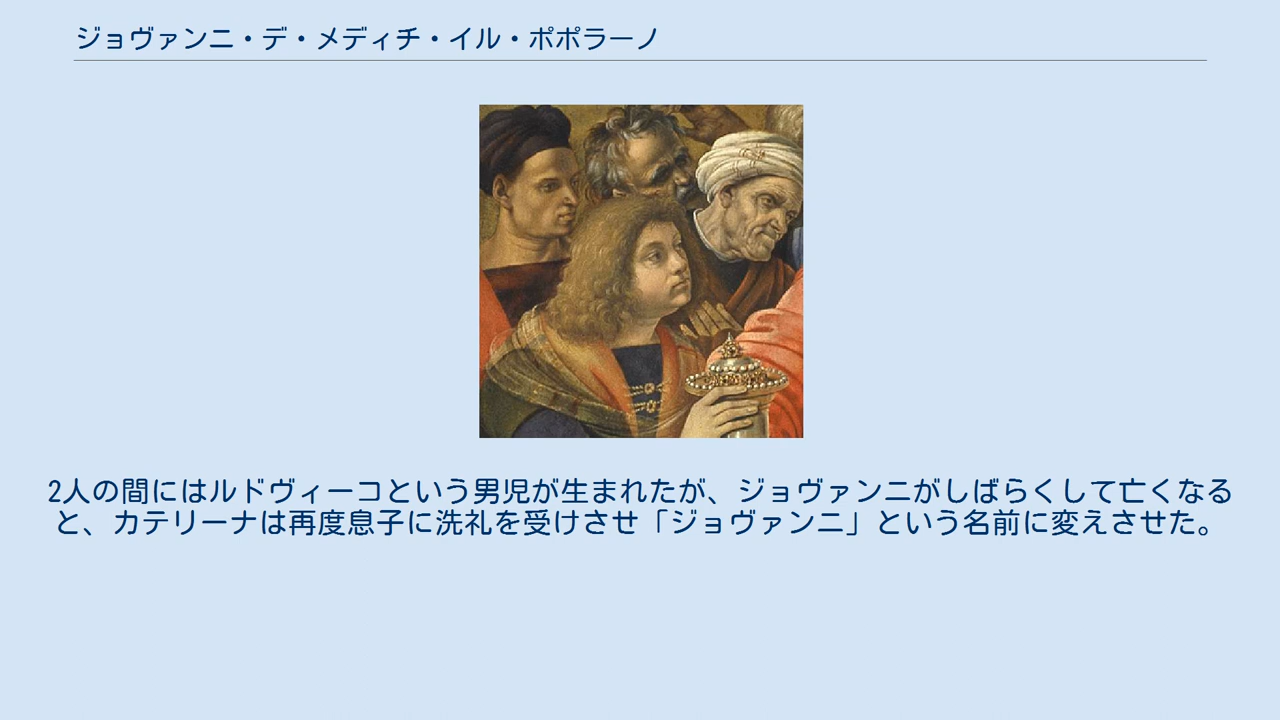 ジョヴァンニ・デ・メディチ・イル・ポポラーノ
2人の間にはルドヴィーコという男児が生まれたが、ジョヴァンニがしばらくして亡くなる
と、カテリーナは再度息子に洗礼を受けさせ「ジョヴァンニ」という名前に変えさせた。